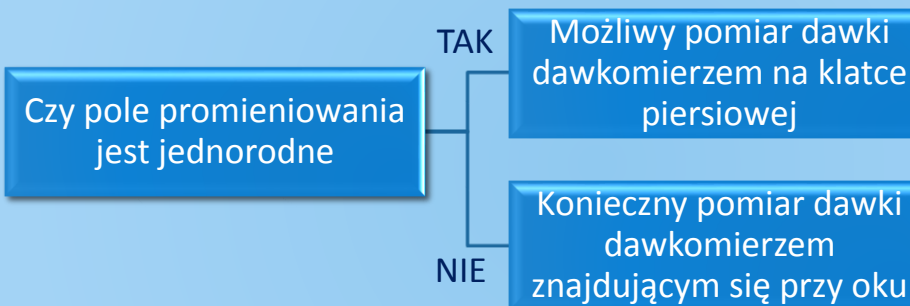 Czy pole promieniowania
jest jednorodne
TAK
Możliwy pomiar dawki
dawkomierzem na klatce
piersiowej
NIE
Konieczny pomiar dawki
dawkomierzem
znajdującym się przy oku